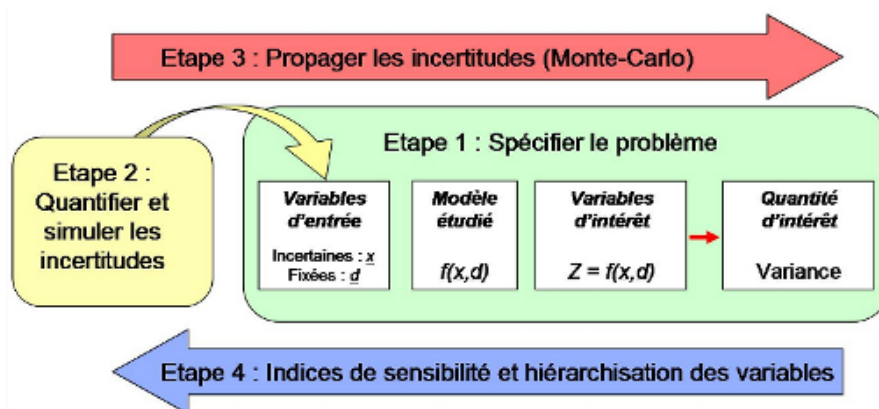 Etape 3 : Propager les incertitudes (Monte-Carlo)
Etape 1 : Spécifier le problème
Etape 2 :
Quantifier et
simuler les
incertitudes
Variables
d'entrée
Incertaines : x
Fixées : d
Modèle
étudié
f(x,d)
Variables
d'intérêt
Z = f(x,d)
Quantité
d'intérêt
Variance
Etape 4 : Indices de sensibilité et hiérarchisation des variables